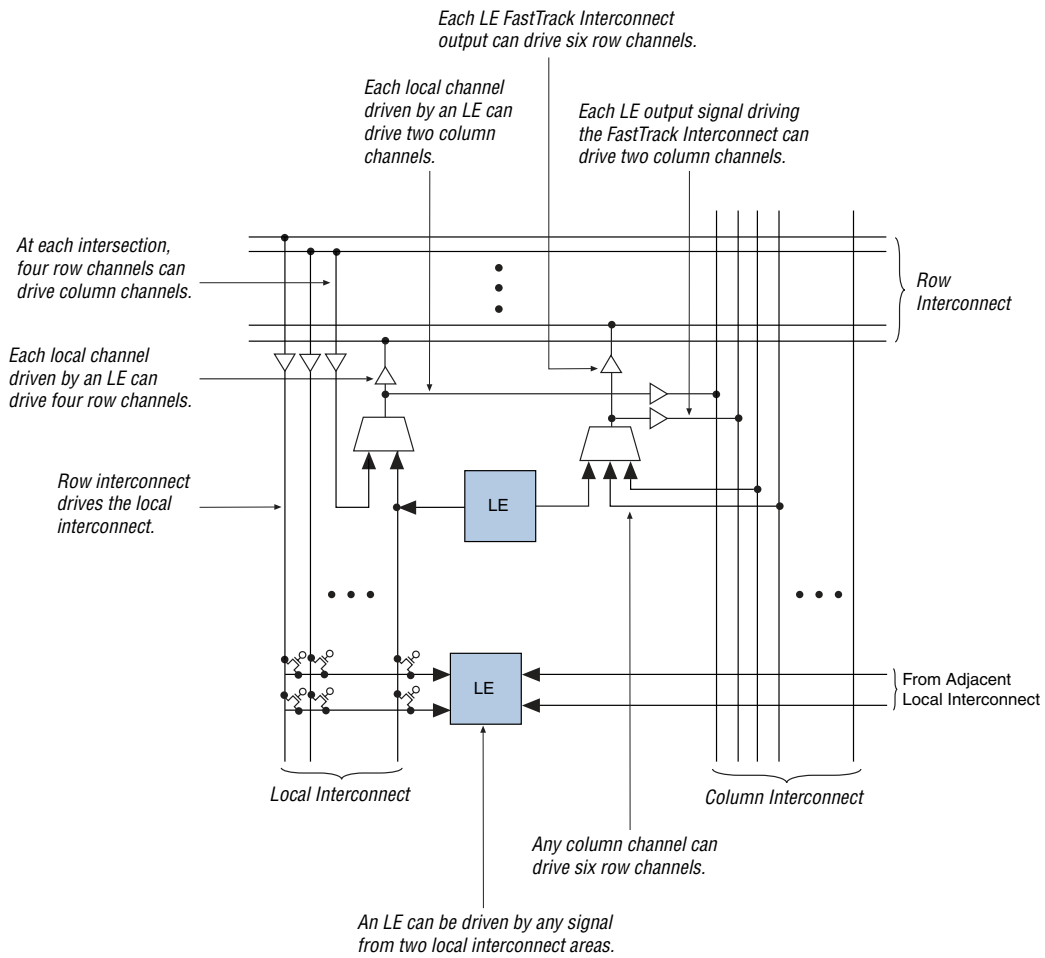 Each LE FastTrack Interconnect
output can drive six row channels.
Each local channel
driven by an LE can
drive two column
channels.
Each LE output signal driving
the FastTrack Interconnect can
drive two column channels.
At each intersection,
four row channels can
drive column channels.
Row
Interconnect
Each local channel
driven by an LE can
drive four row channels.
Row interconnect
drives the local
interconnect.
LE
LE
From Adjacent
Local Interconnect
Local Interconnect
Column Interconnect
Any column channel can
drive six row channels.
An LE can be driven by any signal
from two local interconnect areas.